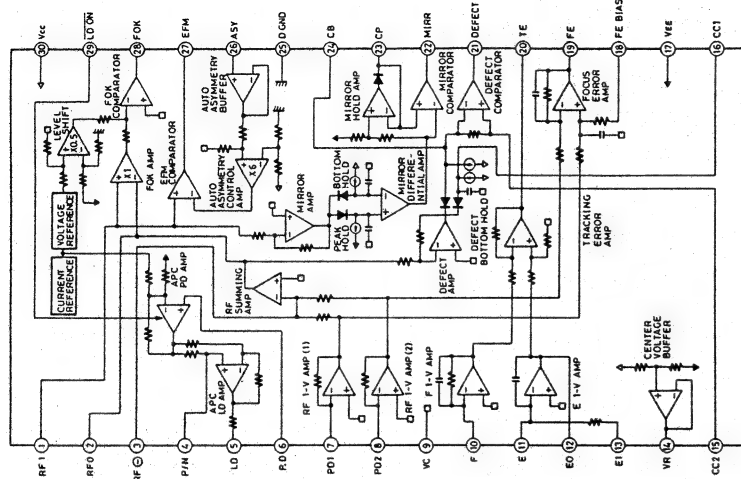 30 Vcc
29 LD ON
28 FOK
27 EFM
26 ASY
25 D GND
24 CB
23 CP
22 MIRR
21 DEFECT
20 TE
19 FE
18 FE BIAS
17 VEE
16 CC1
LEVEL SHIFT
X0.5
FOK COMPARATOR
VOLTAGE REFERENCE
CURRENT REFERENCE
X1
FOK AMP
EFM COMPARATOR
AUTO ASYMMETRY BUFFER
AUTO ASYMMETRY CONTROL AMP
MIRROR AMP
BOTTOM HOLD
PEAK HOLD
MIRROR HOLD AMP
MIRROR COMPARATOR
MIRROR DIFFERENTIAL AMP
DEFECT COMPARATOR
DEFECT AMP
DEFECT BOTTOM HOLD
FOCUS ERROR AMP
TRACKING ERROR AMP
APC PD AMP
APC LD AMP
RF SUMMING AMP
RF I-V AMP (1)
RF I-V AMP (2)
F I-V AMP
E I-V AMP
CENTER VOLTAGE BUFFER
RF I 1
RFO 2
RF⊖ 3
P/N 4
LD 5
P.D 6
PD1 7
PD2 8
VC 9
F 10
E 11
EO 12
EI 13
VR 14
CC2 15